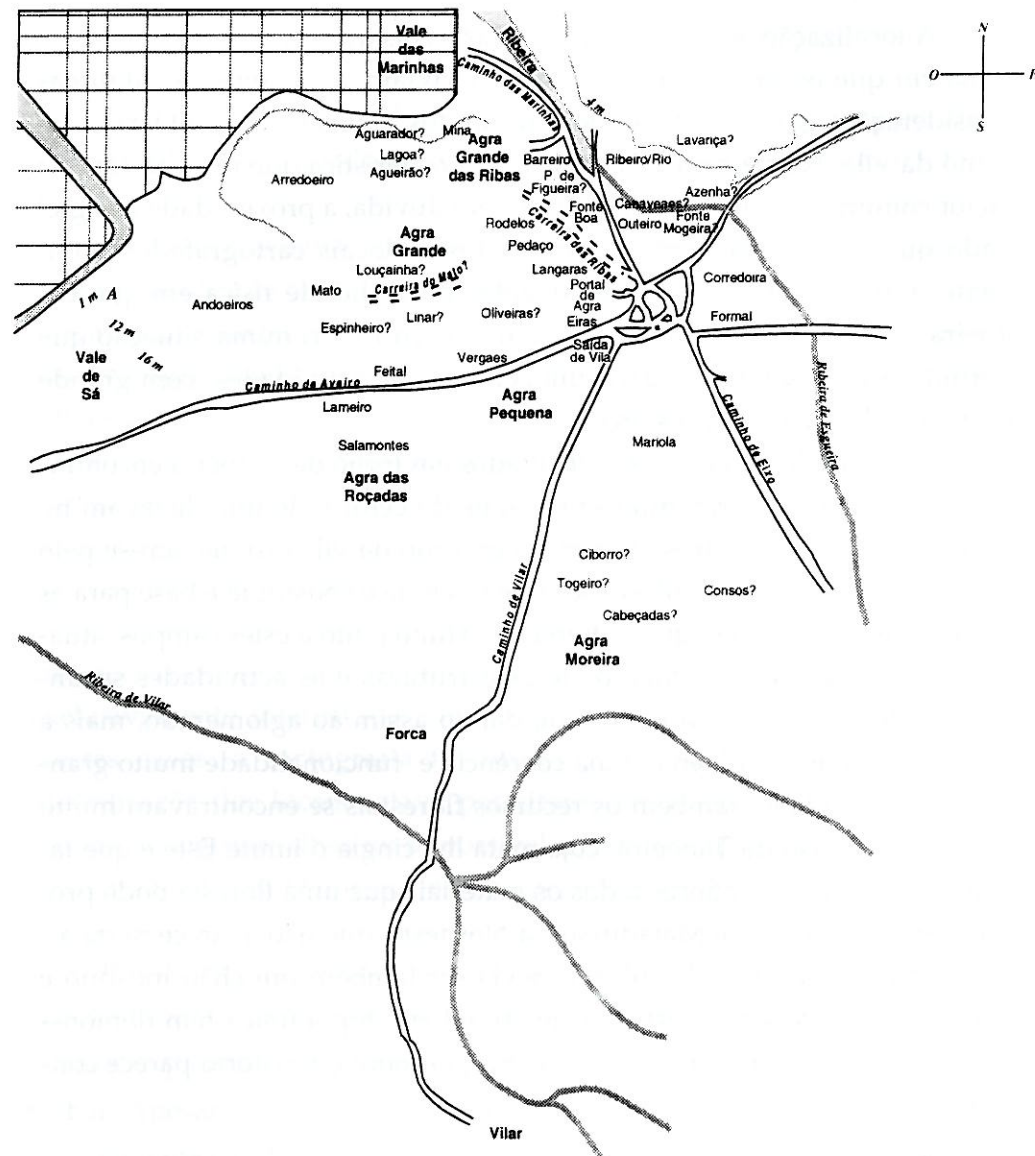 Vale
das
Marinhas
Ribeira
Caminho das Marinhas
4 m
N
O
E
S
Aguarador?
Mina
Lagoa?
Agueirão?
Arredoeiro
Agra
Grande
das Ribas
Barreiro
P. de
Figueira?
Ribeiro/Rio
Lavança?
Azenha?
Canaveaes?
Fonte
Boa
Outeiro
Fonte
Mogeira?
Rodelos
Carreira das Ribas
Pedaço
Agra
Grande
Louçainha?
Carreira do Mato?
Mato
Langaras
Portal
de
Agra
Corredoira
1 m
A
12 m
16 m
Andoeiros
Espinheiro?
Linar?
Oliveiras?
Eiras
Formal
Vale
de
Sá
Vergaes
Saída
de Vila
Feital
Caminho de Aveiro
Lameiro
Agra
Pequena
Ribeira de Esgueira
Caminho de Eixo
Salamontes
Agra das
Roçadas
Mariola
Ciborro?
Togeiro?
Consos?
Cabeçadas?
Caminho de Vilar
Agra
Moreira
Ribeira de Vilar
Forca
Vilar